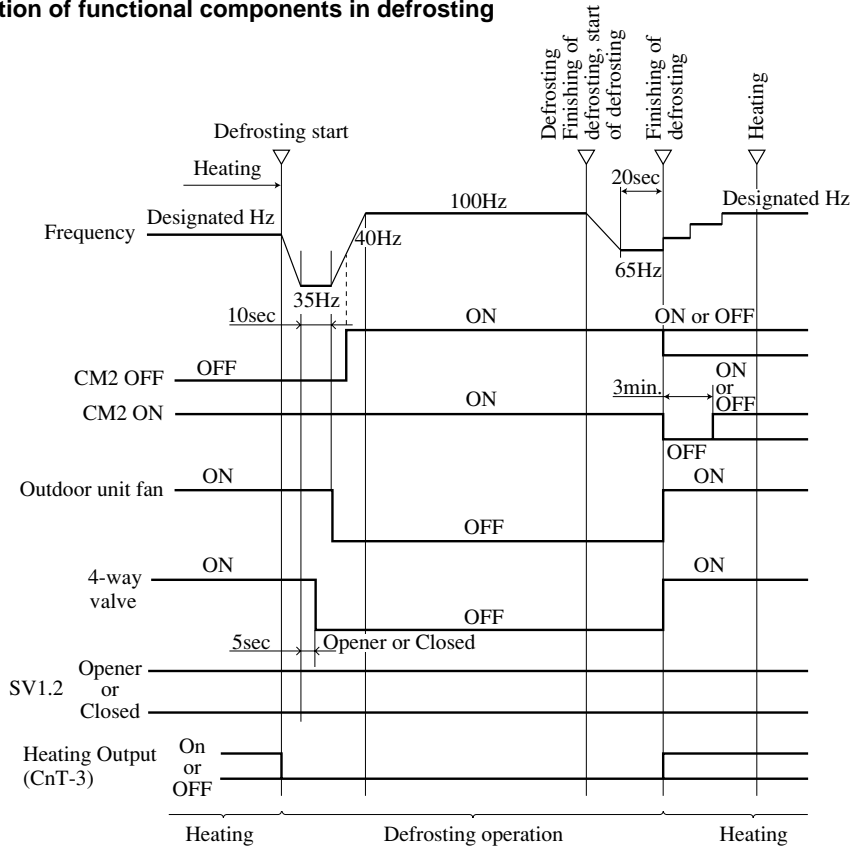 tion of functional components in defrosting
Defrosting
Finishing of
defrosting, start
of defrosting
Finishing of
defrosting
Heating
Defrosting start
Heating
20sec
100Hz
Designated Hz
Designated Hz
Frequency
40Hz
65Hz
35Hz
10sec
ON
ON or OFF
OFF
CM2 OFF
ON
or
OFF
3min.
ON
CM2 ON
OFF
ON
ON
Outdoor unit fan
OFF
ON
ON
4-way
valve
OFF
5sec
Opener or Closed
SV1.2
Opener
or
Closed
Heating Output
(CnT-3)
On
or
OFF
Heating
Defrosting operation
Heating